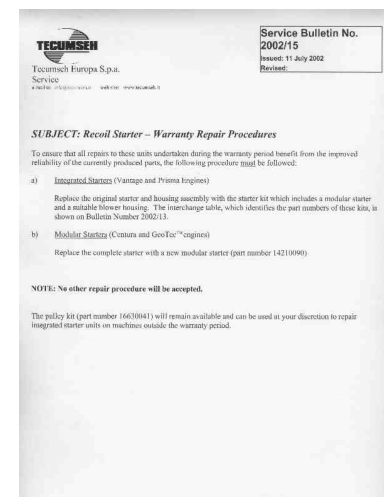 Service Bulletin No.
2002/15
Issued: 11 July 2002
Revised:
TECUMSEH
Tecumseh Europa S.p.a.
Service
SUBJECT: Recoil Starter – Warranty Repair Procedures
To ensure that all repairs to these units undertaken during the warranty period benefit from the improved
reliability of the currently produced parts, the following procedure must be followed:
a) Integrated Starters (Vantage and Prisma Engines)
Replace the original starter and housing assembly with the starter kit which includes a modular starter
and a suitable blower housing. The interchange table, which identifies the part numbers of these kits, is
shown on Bulletin Number 2002/13.
b) Modular Starters (Centura and GeoTec™ engines)
Replace the complete starter with a new modular starter (part number 14210090)
NOTE: No other repair procedure will be accepted.
The pulley kit (part number 16630041) will remain available and can be used at your discretion to repair
integrated starter units on machines outside the warranty period.